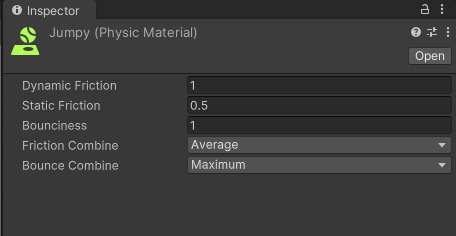 Inspector
Jumpy (Physic Material)
Open
Dynamic Friction 1
Static Friction 0.5
Bounciness 1
Friction Combine Average
Bounce Combine Maximum